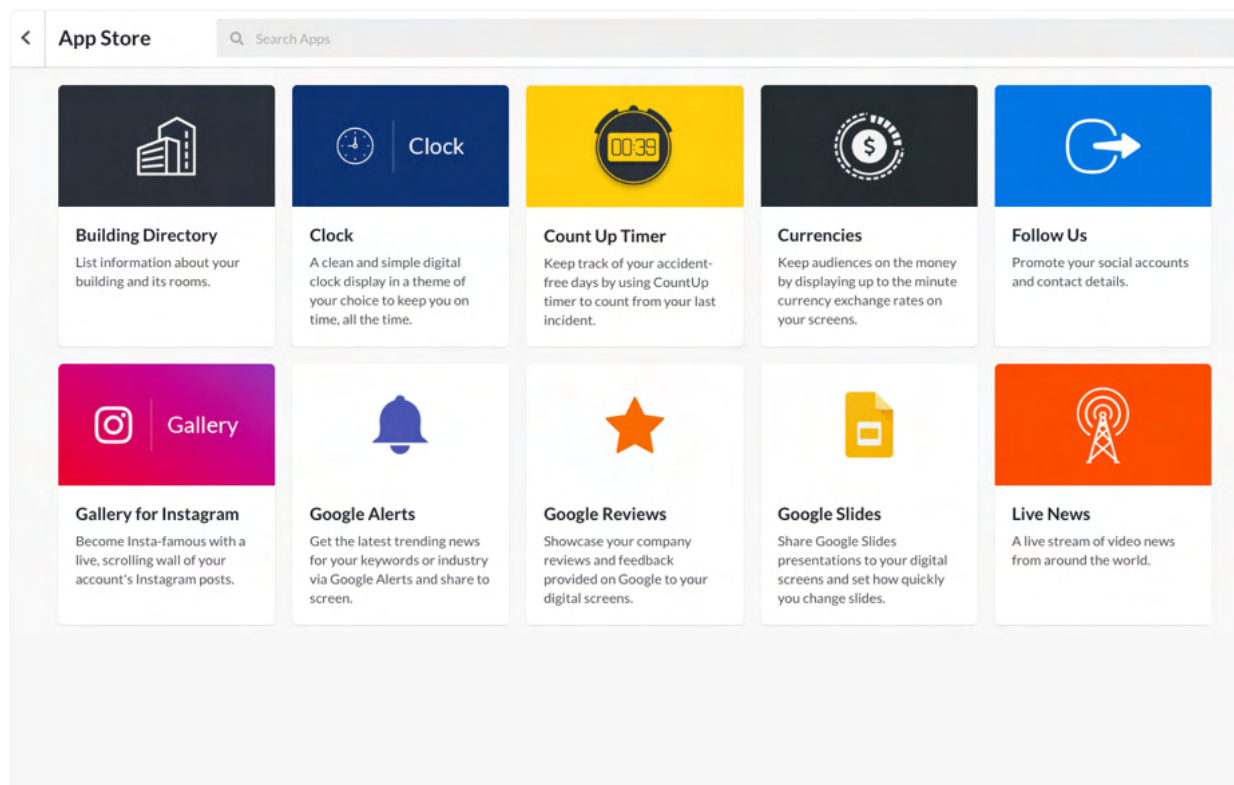 App Store
Search Apps
Clock
00:39
$
Building Directory
List information about your
building and its rooms.
Clock
A clean and simple digital
clock display in a theme of
your choice to keep you on
time, all the time.
Count Up Timer
Keep track of your accident-
free days by using CountUp
timer to count from your last
incident.
Currencies
Keep audiences on the money
by displaying up to the minute
currency exchange rates on
your screens.
Follow Us
Promote your social accounts
and contact details.
Gallery
Gallery for Instagram
Become Insta-famous with a
live, scrolling wall of your
account's Instagram posts.
Google Alerts
Get the latest trending news
for your keywords or industry
via Google Alerts and share to
screen.
Google Reviews
Showcase your company
reviews and feedback
provided on Google to your
digital screens.
Google Slides
Share Google Slides
presentations to your digital
screens and set how quickly
you change slides.
Live News
A live stream of video news
from around the world.